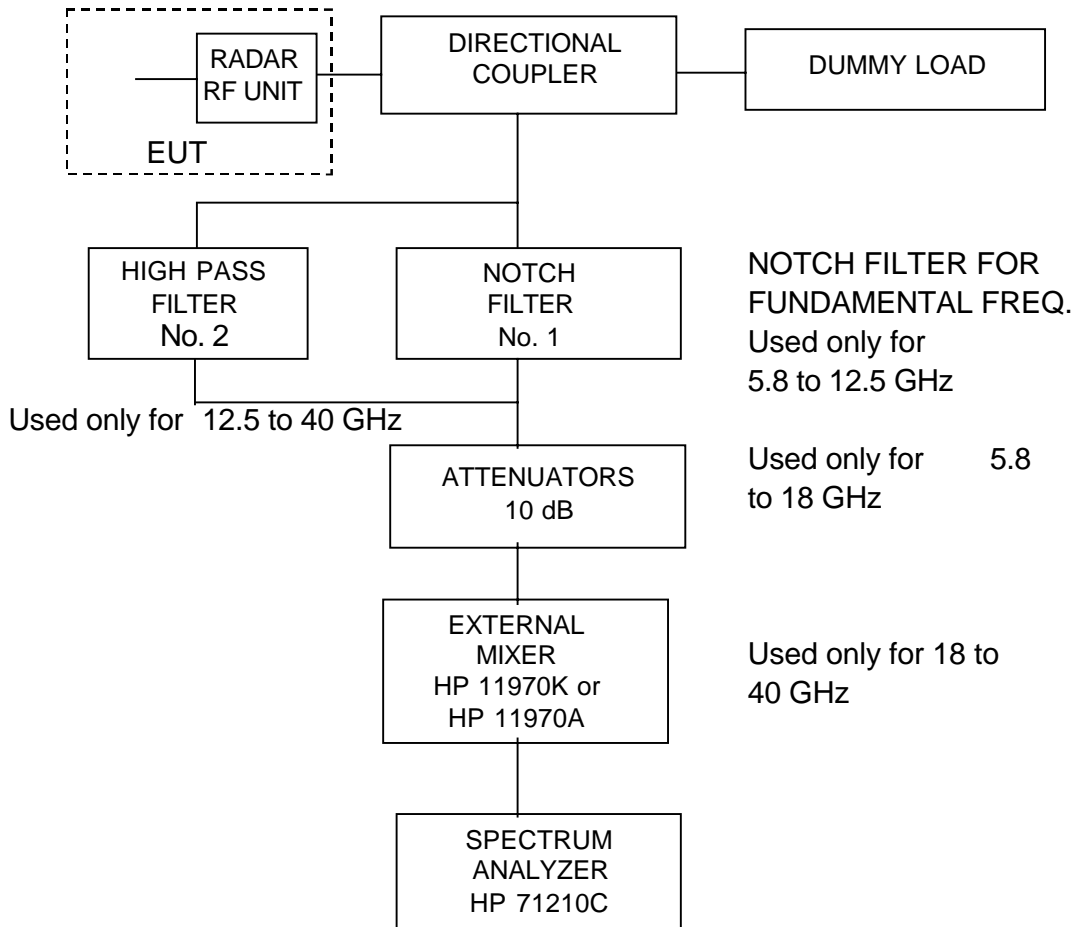 RADAR
RF UNIT
EUT
DIRECTIONAL
COUPLER
DUMMY LOAD
HIGH PASS
FILTER
No. 2
NOTCH
FILTER
No. 1
NOTCH FILTER FOR
FUNDAMENTAL FREQ.
Used only for
5.8 to 12.5 GHz
Used only for 12.5 to 40 GHz
ATTENUATORS
10 dB
Used only for 5.8
to 18 GHz
EXTERNAL
MIXER
HP 11970K or
HP 11970A
Used only for 18 to
40 GHz
SPECTRUM
ANALYZER
HP 71210C